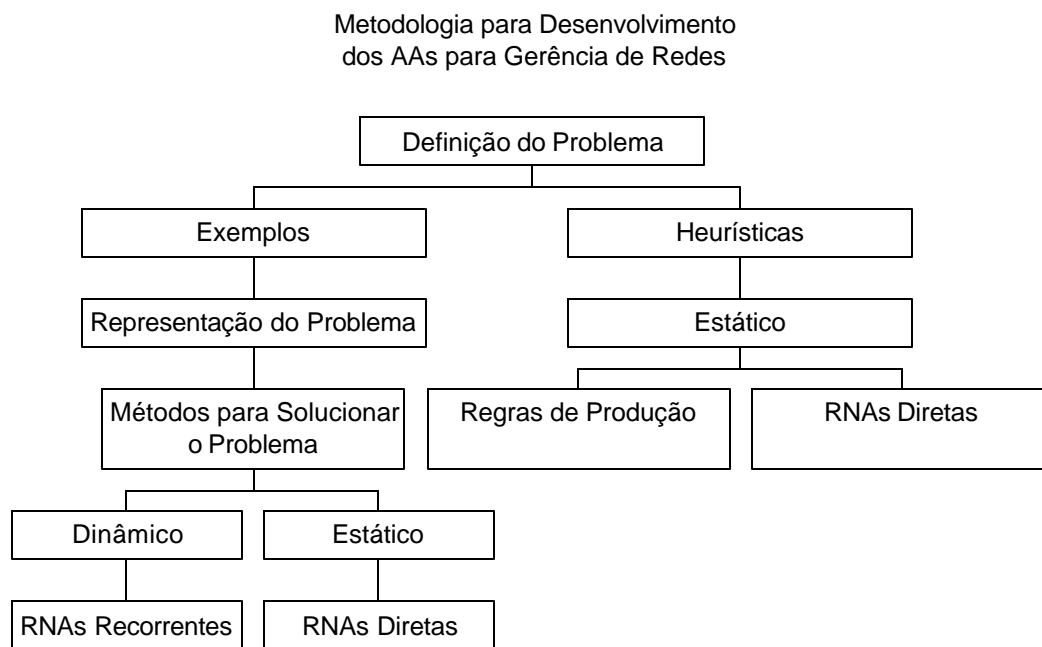 Metodologia para Desenvolvimento
dos AAs para Gerência de Redes
Definição do Problema
Exemplos
Heurísticas
Representação do Problema
Estático
Métodos para Solucionar
o Problema
Regras de Produção
RNAs Diretas
Dinâmico
Estático
RNAs Recorrentes
RNAs Diretas